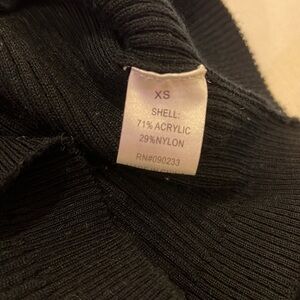 XS
SHELL:
71% ACRYLIC
29%NYLON
RN#090233